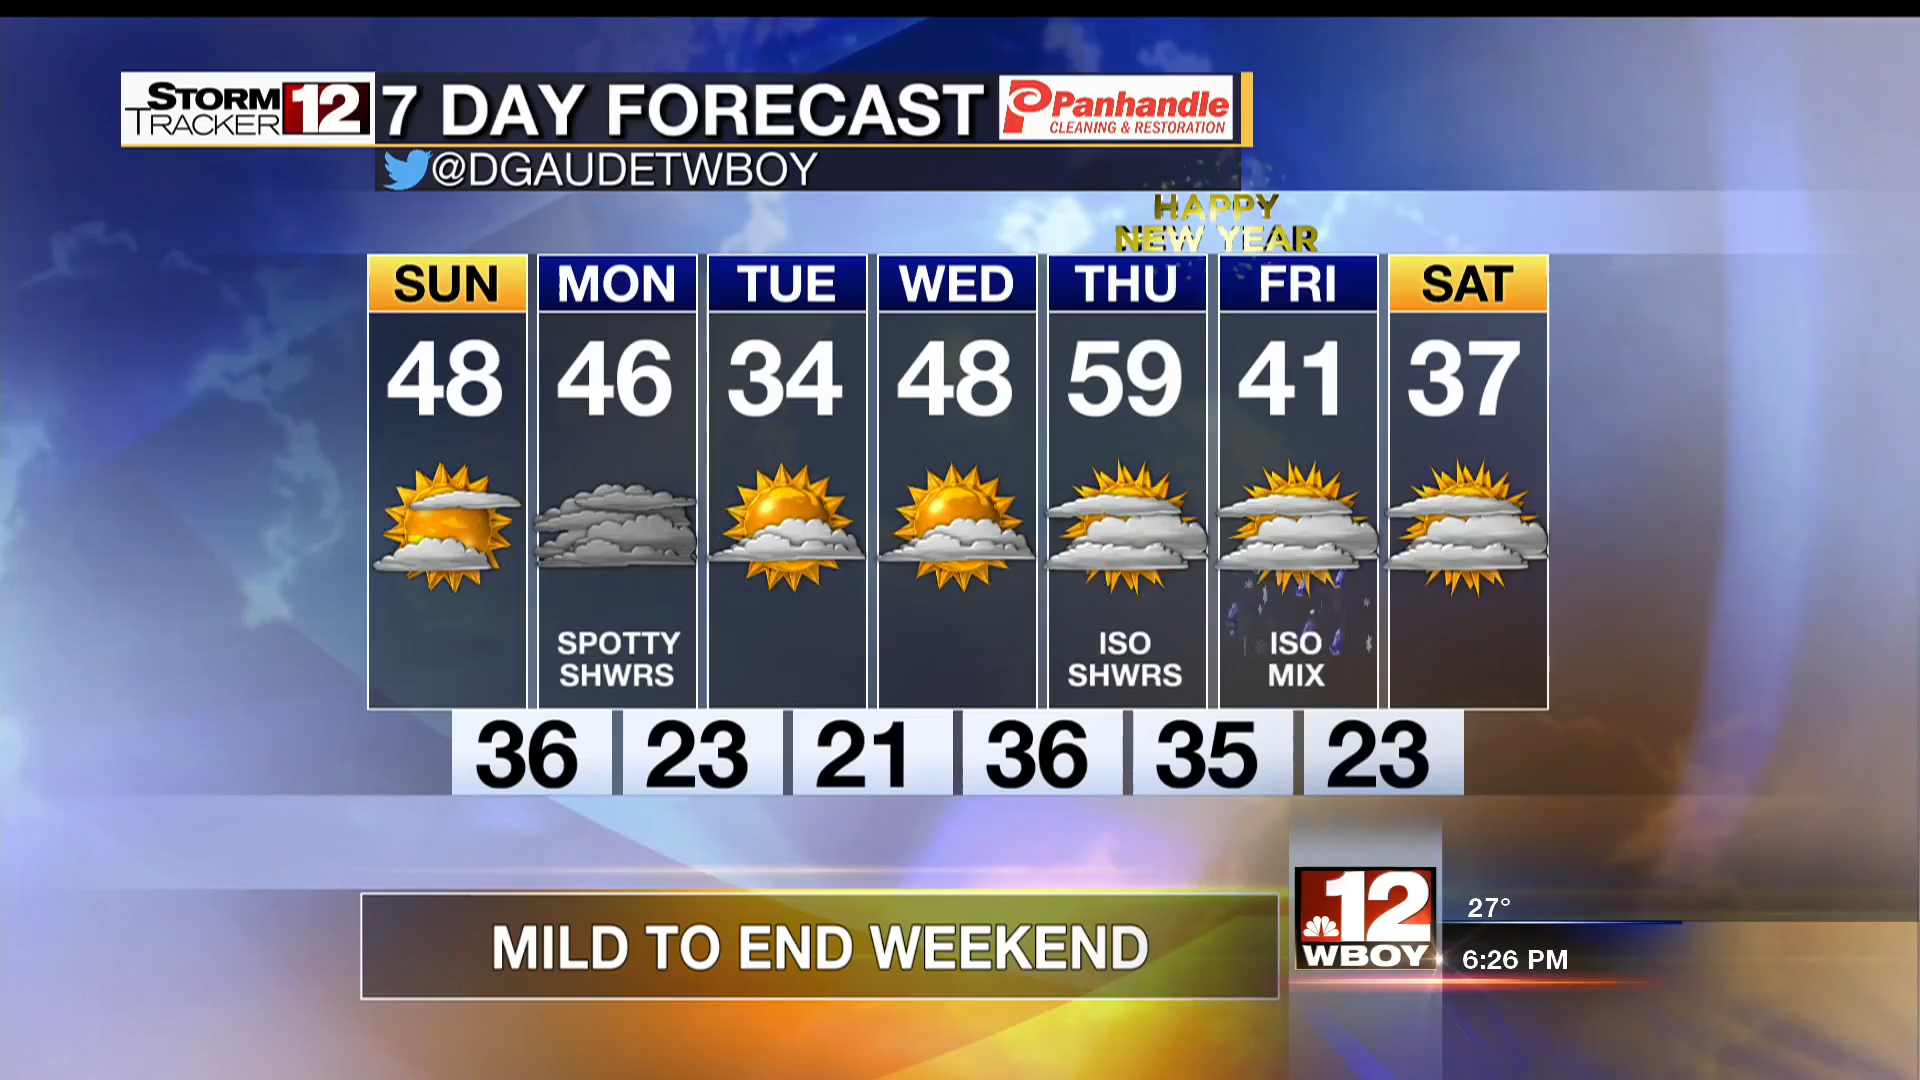 STORM TRACKER 12
7 DAY FORECAST
Panhandle
CLEANING & RESTORATION
@DGAUDETWBOY
HAPPY
NEW YEAR
SUN MON TUE WED THU FRI SAT
48 46 34 48 59 41 37
SPOTTY SHWRS
ISO SHWRS
ISO MIX
36 23 21 36 35 23
MILD TO END WEEKEND
12
WBOY
27°
6:26 PM